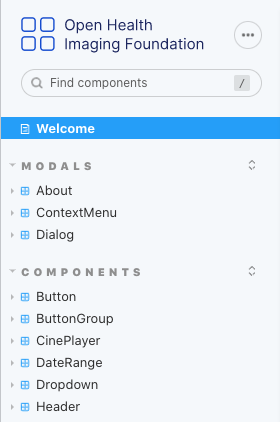 Open Health
Imaging Foundation
Find components
/
Welcome
MODALS
About
ContextMenu
Dialog
COMPONENTS
Button
ButtonGroup
CinePlayer
DateRange
Dropdown
Header